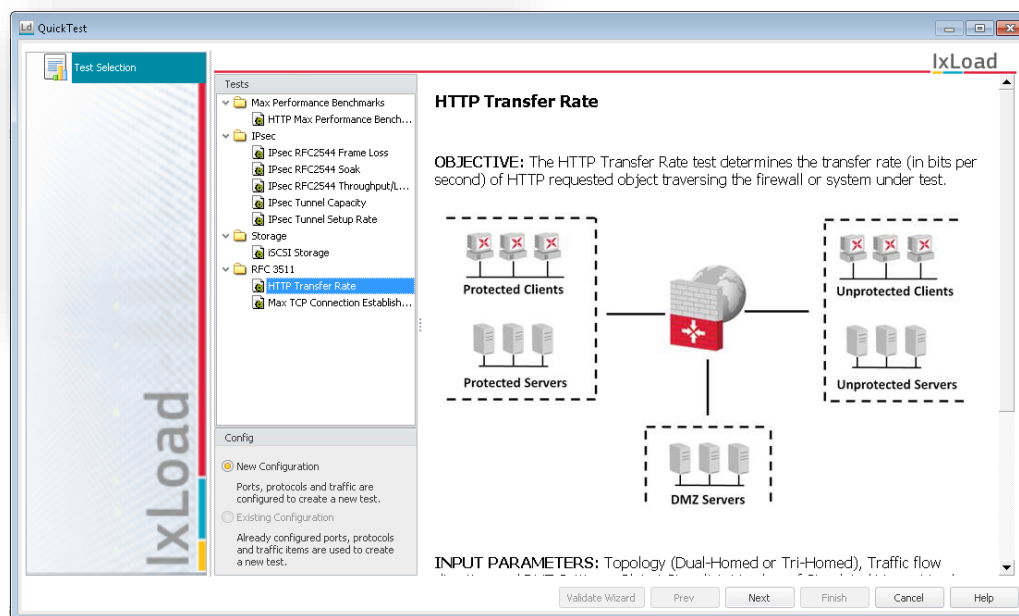 Ld QuickTest
Test Selection
IxLoad
IxLoad
Tests
Max Performance Benchmarks
HTTP Max Performance Bench...
IPsec
IPsec RFC2544 Frame Loss
IPsec RFC2544 Soak
IPsec RFC2544 Throughput/L...
IPsec Tunnel Capacity
IPsec Tunnel Setup Rate
Storage
iSCSI Storage
RFC 3511
HTTP Transfer Rate
Max TCP Connection Establish...
Config
New Configuration
Ports, protocols and traffic are
configured to create a new test.
Existing Configuration
Already configured ports, protocols
and traffic items are used to create
a new test.
HTTP Transfer Rate
OBJECTIVE: The HTTP Transfer Rate test determines the transfer rate (in bits per
second) of HTTP requested object traversing the firewall or system under test.
Protected Clients
Unprotected Clients
Protected Servers
Unprotected Servers
DMZ Servers
INPUT PARAMETERS: Topology (Dual-Homed or Tri-Homed), Traffic flow
Validate Wizard
Prev
Next
Finish
Cancel
Help